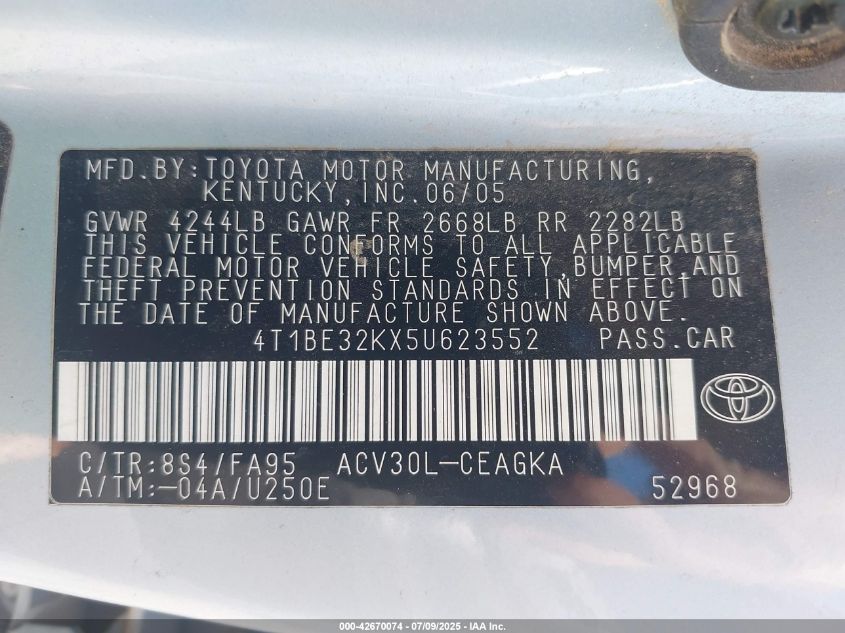 MFD.BY:TOYOTA MOTOR MANUFACTURING,
KENTUCKY,INC.06/05
GVWR 4244LB GAWR FR 2668LB RR 2282LB
THIS VEHICLE CONFORMS TO ALL APPLICABLE
FEDERAL MOTOR VEHICLE SAFETY,BUMPER,AND
THEFT PREVENTION STANDARDS IN EFFECT ON
THE DATE OF MANUFACTURE SHOWN ABOVE.
4T1BE32KX5U623552 PASS.CAR
C/TR:8S4/FA95 ACV30L-CEAGKA
A/TM:-04A/U250E 52968
000-42670074 / 07/09/2025 - IAA Inc.